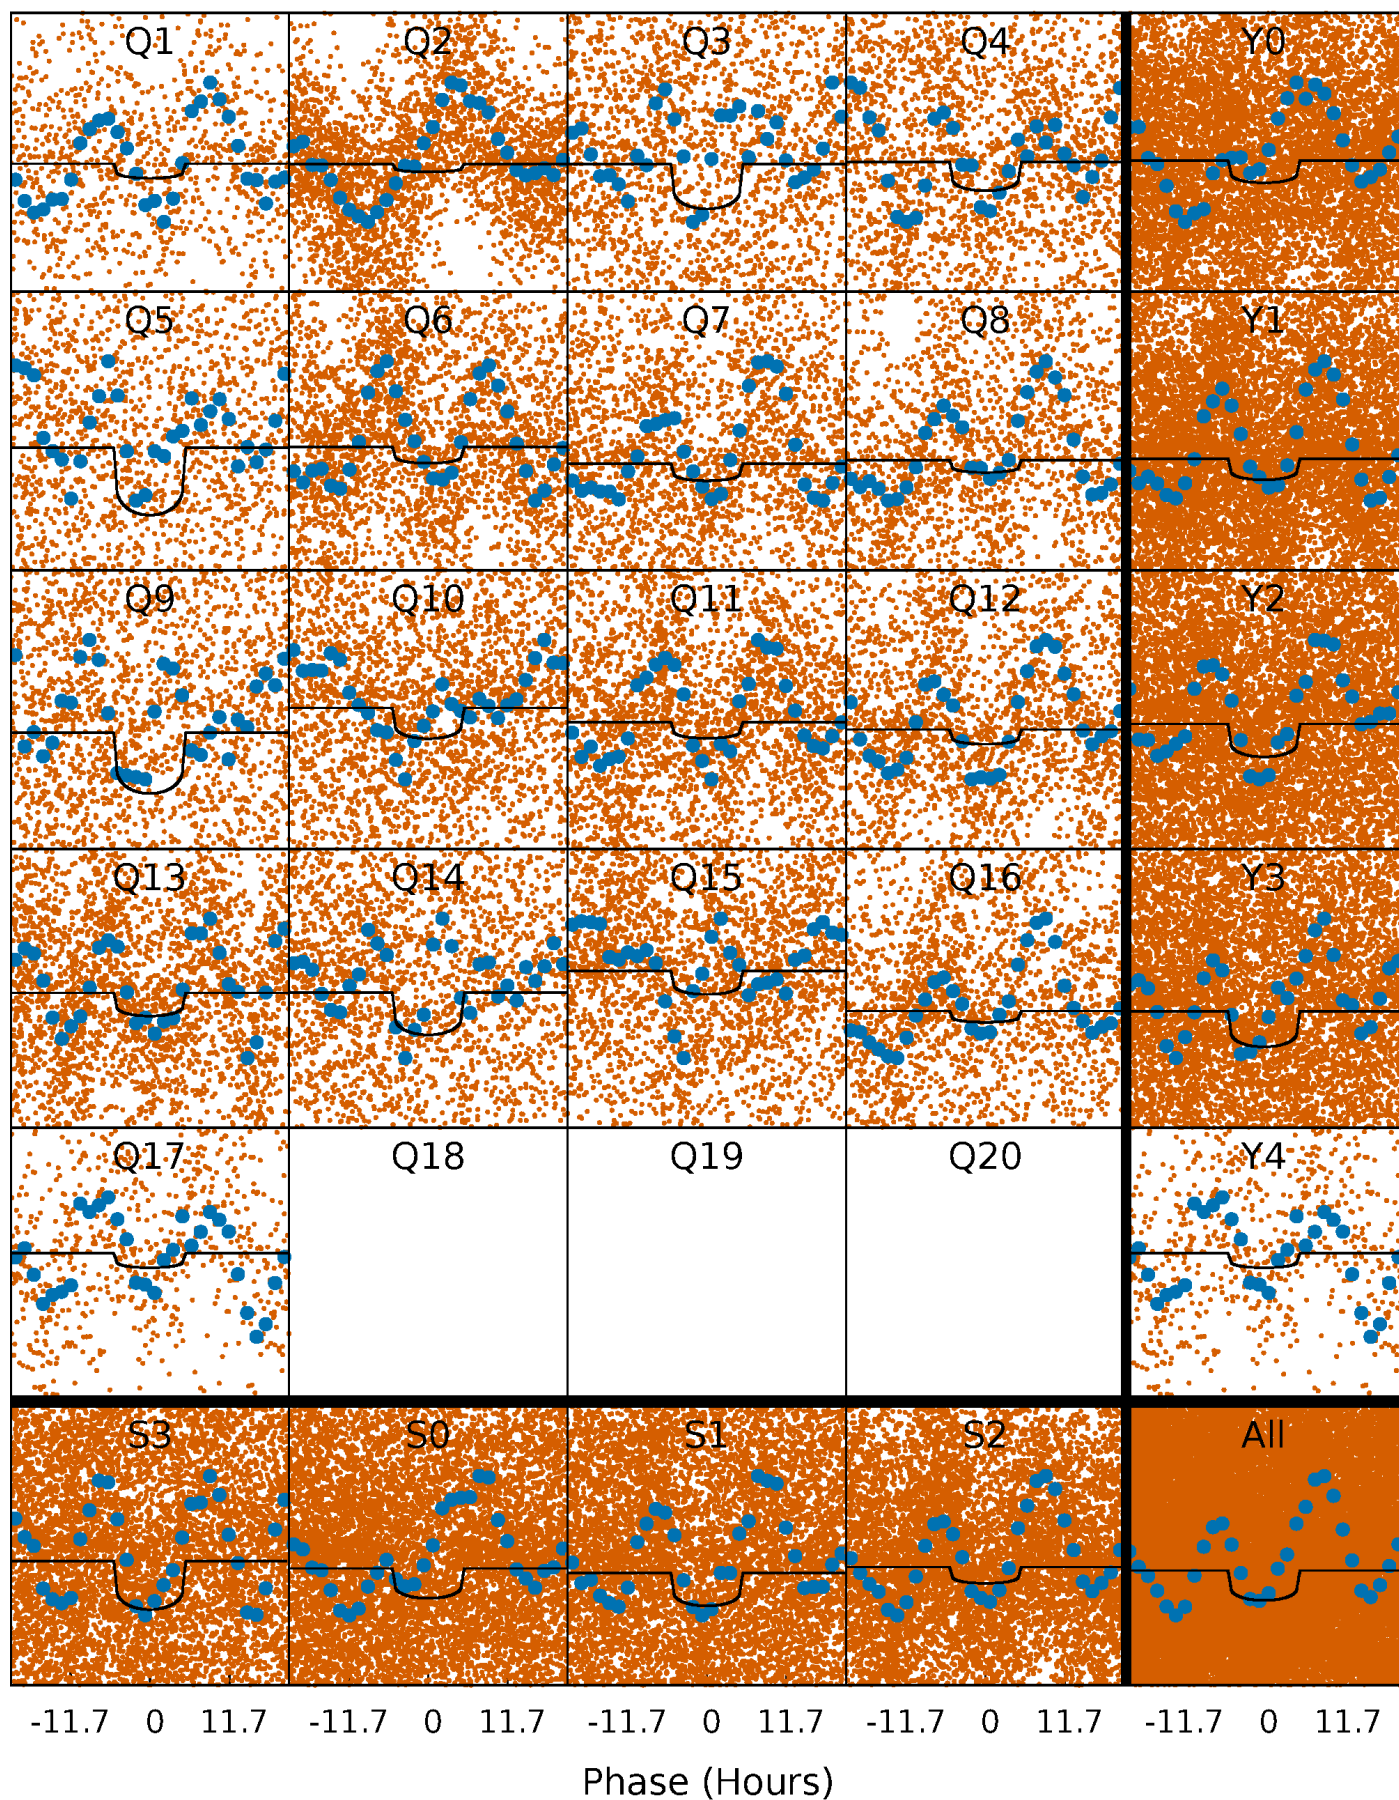 Q1 Q2 Q3 Q4 Y0
Q5 Q6 Q7 Q8 Y1
Q9 Q10 Q11 Q12 Y2
Q13 Q14 Q15 Q16 Y3
Q17 Q18 Q19 Q20 Y4
S3 S0 S1 S2 All
-11.7 0 11.7 -11.7 0 11.7 -11.7 0 11.7 -11.7 0 11.7 -11.7 0 11.7
Phase (Hours)